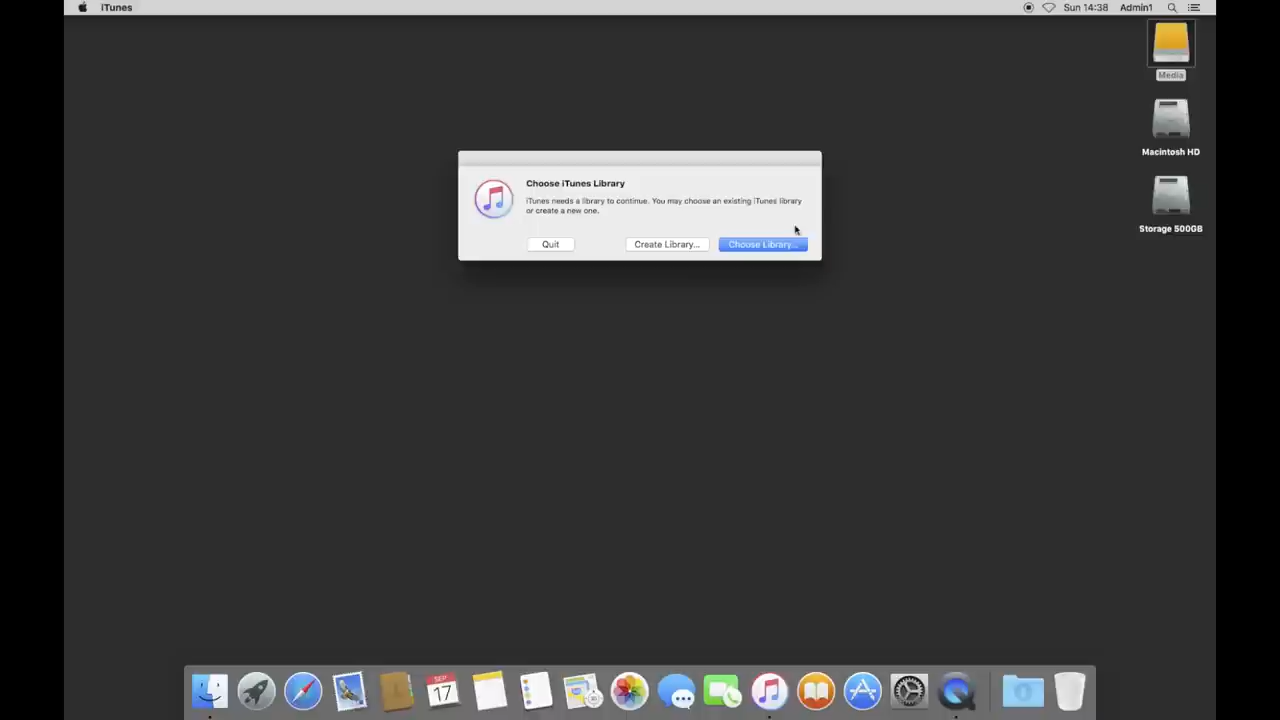 iTunes
Sun 14:38
Admin1
Media
Macintosh HD
Storage 500GB
Choose iTunes Library
iTunes needs a library to continue. You may choose an existing iTunes library
or create a new one.
Quit
Create Library...
Choose Library...
SEP
17